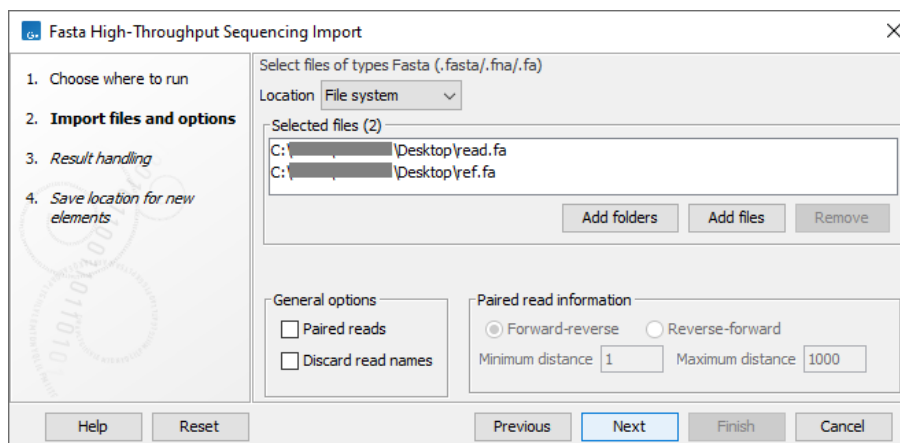 Fasta High-Throughput Sequencing Import
1. Choose where to run
2. Import files and options
3. Result handling
4. Save location for new
elements
Select files of types Fasta (.fasta/.fna/.fa)
Location File system
Selected files (2)
C:\ \Desktop\read.fa
C:\ \Desktop\ref.fa
Add folders Add files Remove
General options
Paired reads
Discard read names
Paired read information
Forward-reverse Reverse-forward
Minimum distance 1 Maximum distance 1000
Help Reset Previous Next Finish Cancel